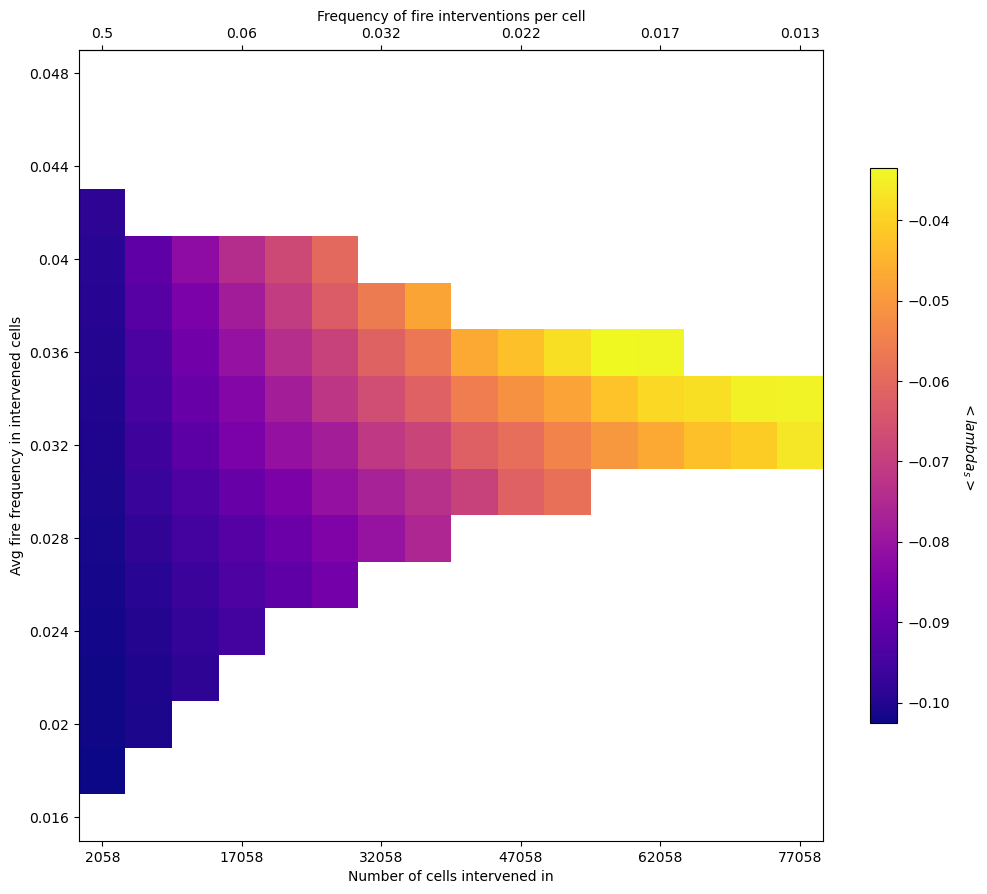 Frequency of fire interventions per cell
0.5 0.06 0.032 0.022 0.017 0.013
0.048
0.044
0.04
0.036
0.032
0.028
0.024
0.02
0.016
Avg fire frequency in intervened cells
2058 17058 32058 47058 62058 77058
Number of cells intervened in
−0.04
−0.05
−0.06
−0.07
−0.08
−0.09
−0.10
<lambda_s>